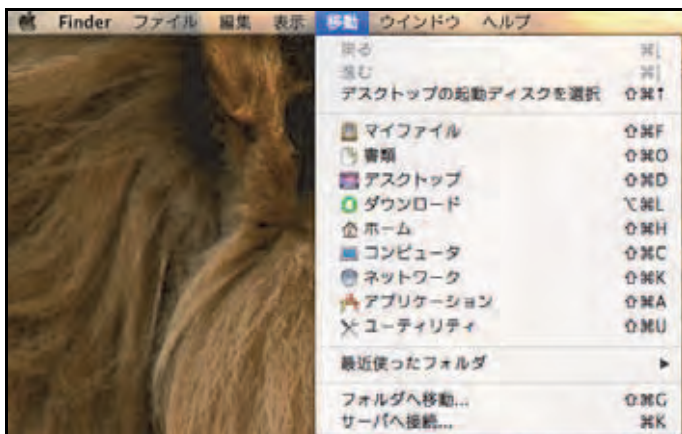 Finder ファイル 編集 表示 移動 ウインドウ ヘルプ
戻る ⌘[
進む ⌘]
デスクトップの起動ディスクを選択 ⇧⌘↑
マイファイル ⇧⌘F
書類 ⇧⌘O
デスクトップ ⇧⌘D
ダウンロード ⌥⌘L
ホーム ⇧⌘H
コンピュータ ⇧⌘C
ネットワーク ⇧⌘K
アプリケーション ⇧⌘A
ユーティリティ ⇧⌘U
最近使ったフォルダ ▶
フォルダへ移動... ⇧⌘G
サーバへ接続... ⌘K